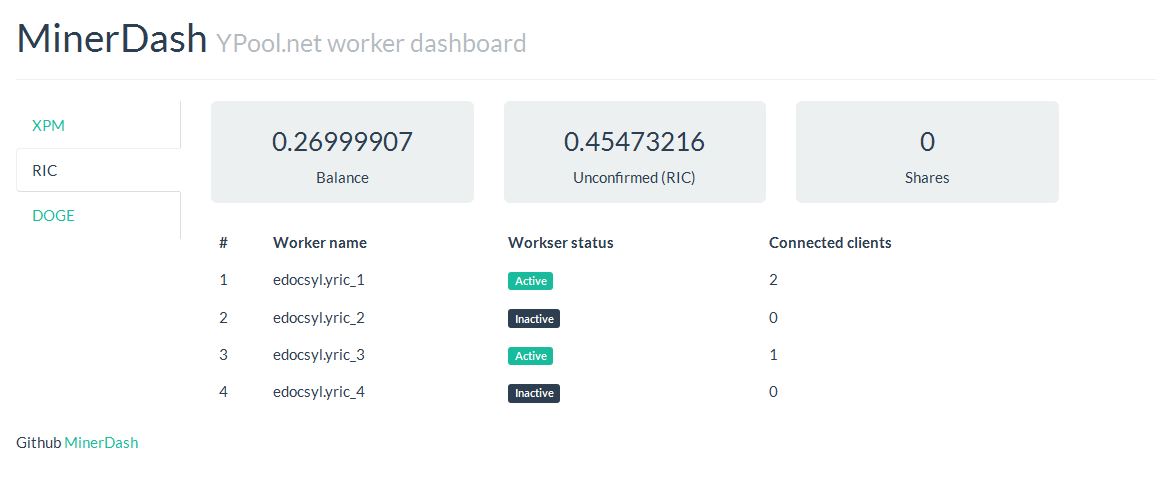 MinerDash YPool.net worker dashboard
XPM
RIC
DOGE
0.26999907
Balance
0.45473216
Unconfirmed (RIC)
0
Shares
# Worker name Workser status Connected clients
1 edocsyl.yric_1 Active 2
2 edocsyl.yric_2 Inactive 0
3 edocsyl.yric_3 Active 1
4 edocsyl.yric_4 Inactive 0
Github MinerDash